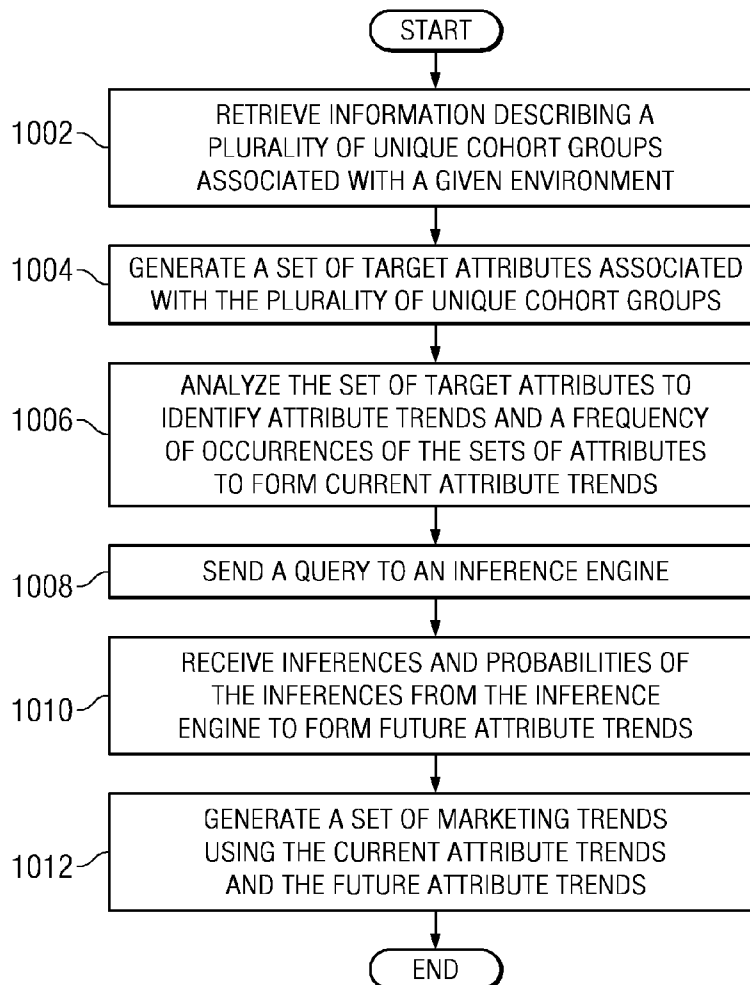 START
1002
RETRIEVE INFORMATION DESCRIBING A
PLURALITY OF UNIQUE COHORT GROUPS
ASSOCIATED WITH A GIVEN ENVIRONMENT
1004
GENERATE A SET OF TARGET ATTRIBUTES ASSOCIATED
WITH THE PLURALITY OF UNIQUE COHORT GROUPS
1006
ANALYZE THE SET OF TARGET ATTRIBUTES TO
IDENTIFY ATTRIBUTE TRENDS AND A FREQUENCY
OF OCCURRENCES OF THE SETS OF ATTRIBUTES
TO FORM CURRENT ATTRIBUTE TRENDS
1008
SEND A QUERY TO AN INFERENCE ENGINE
1010
RECEIVE INFERENCES AND PROBABILITIES OF
THE INFERENCES FROM THE INFERENCE
ENGINE TO FORM FUTURE ATTRIBUTE TRENDS
1012
GENERATE A SET OF MARKETING TRENDS
USING THE CURRENT ATTRIBUTE TRENDS
AND THE FUTURE ATTRIBUTE TRENDS
END